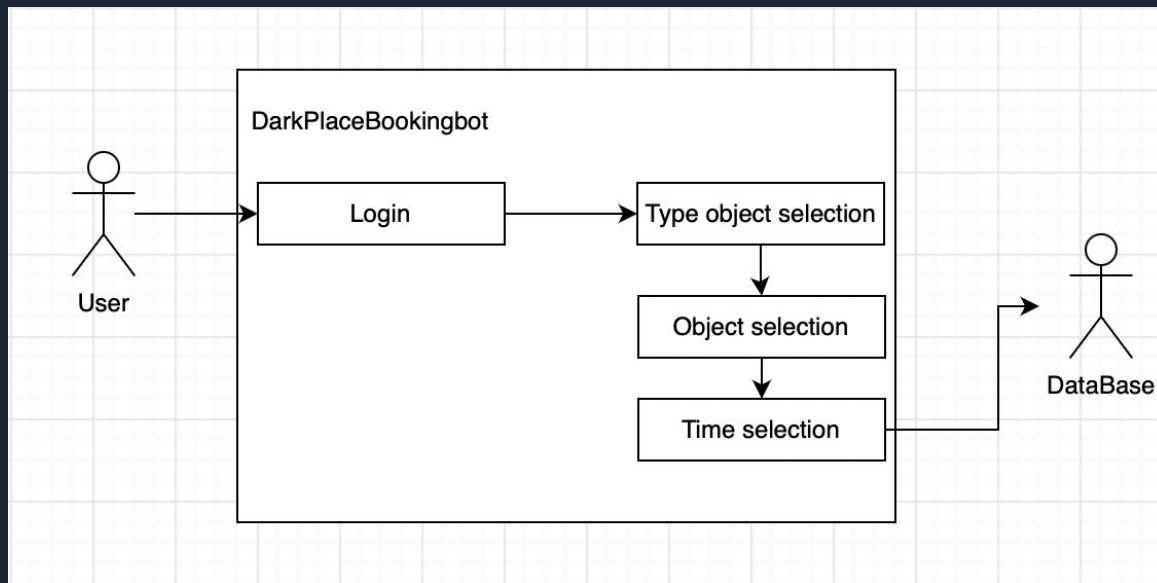 DarkPlaceBookingbot
Login
Type object selection
User
Object selection
DataBase
Time selection